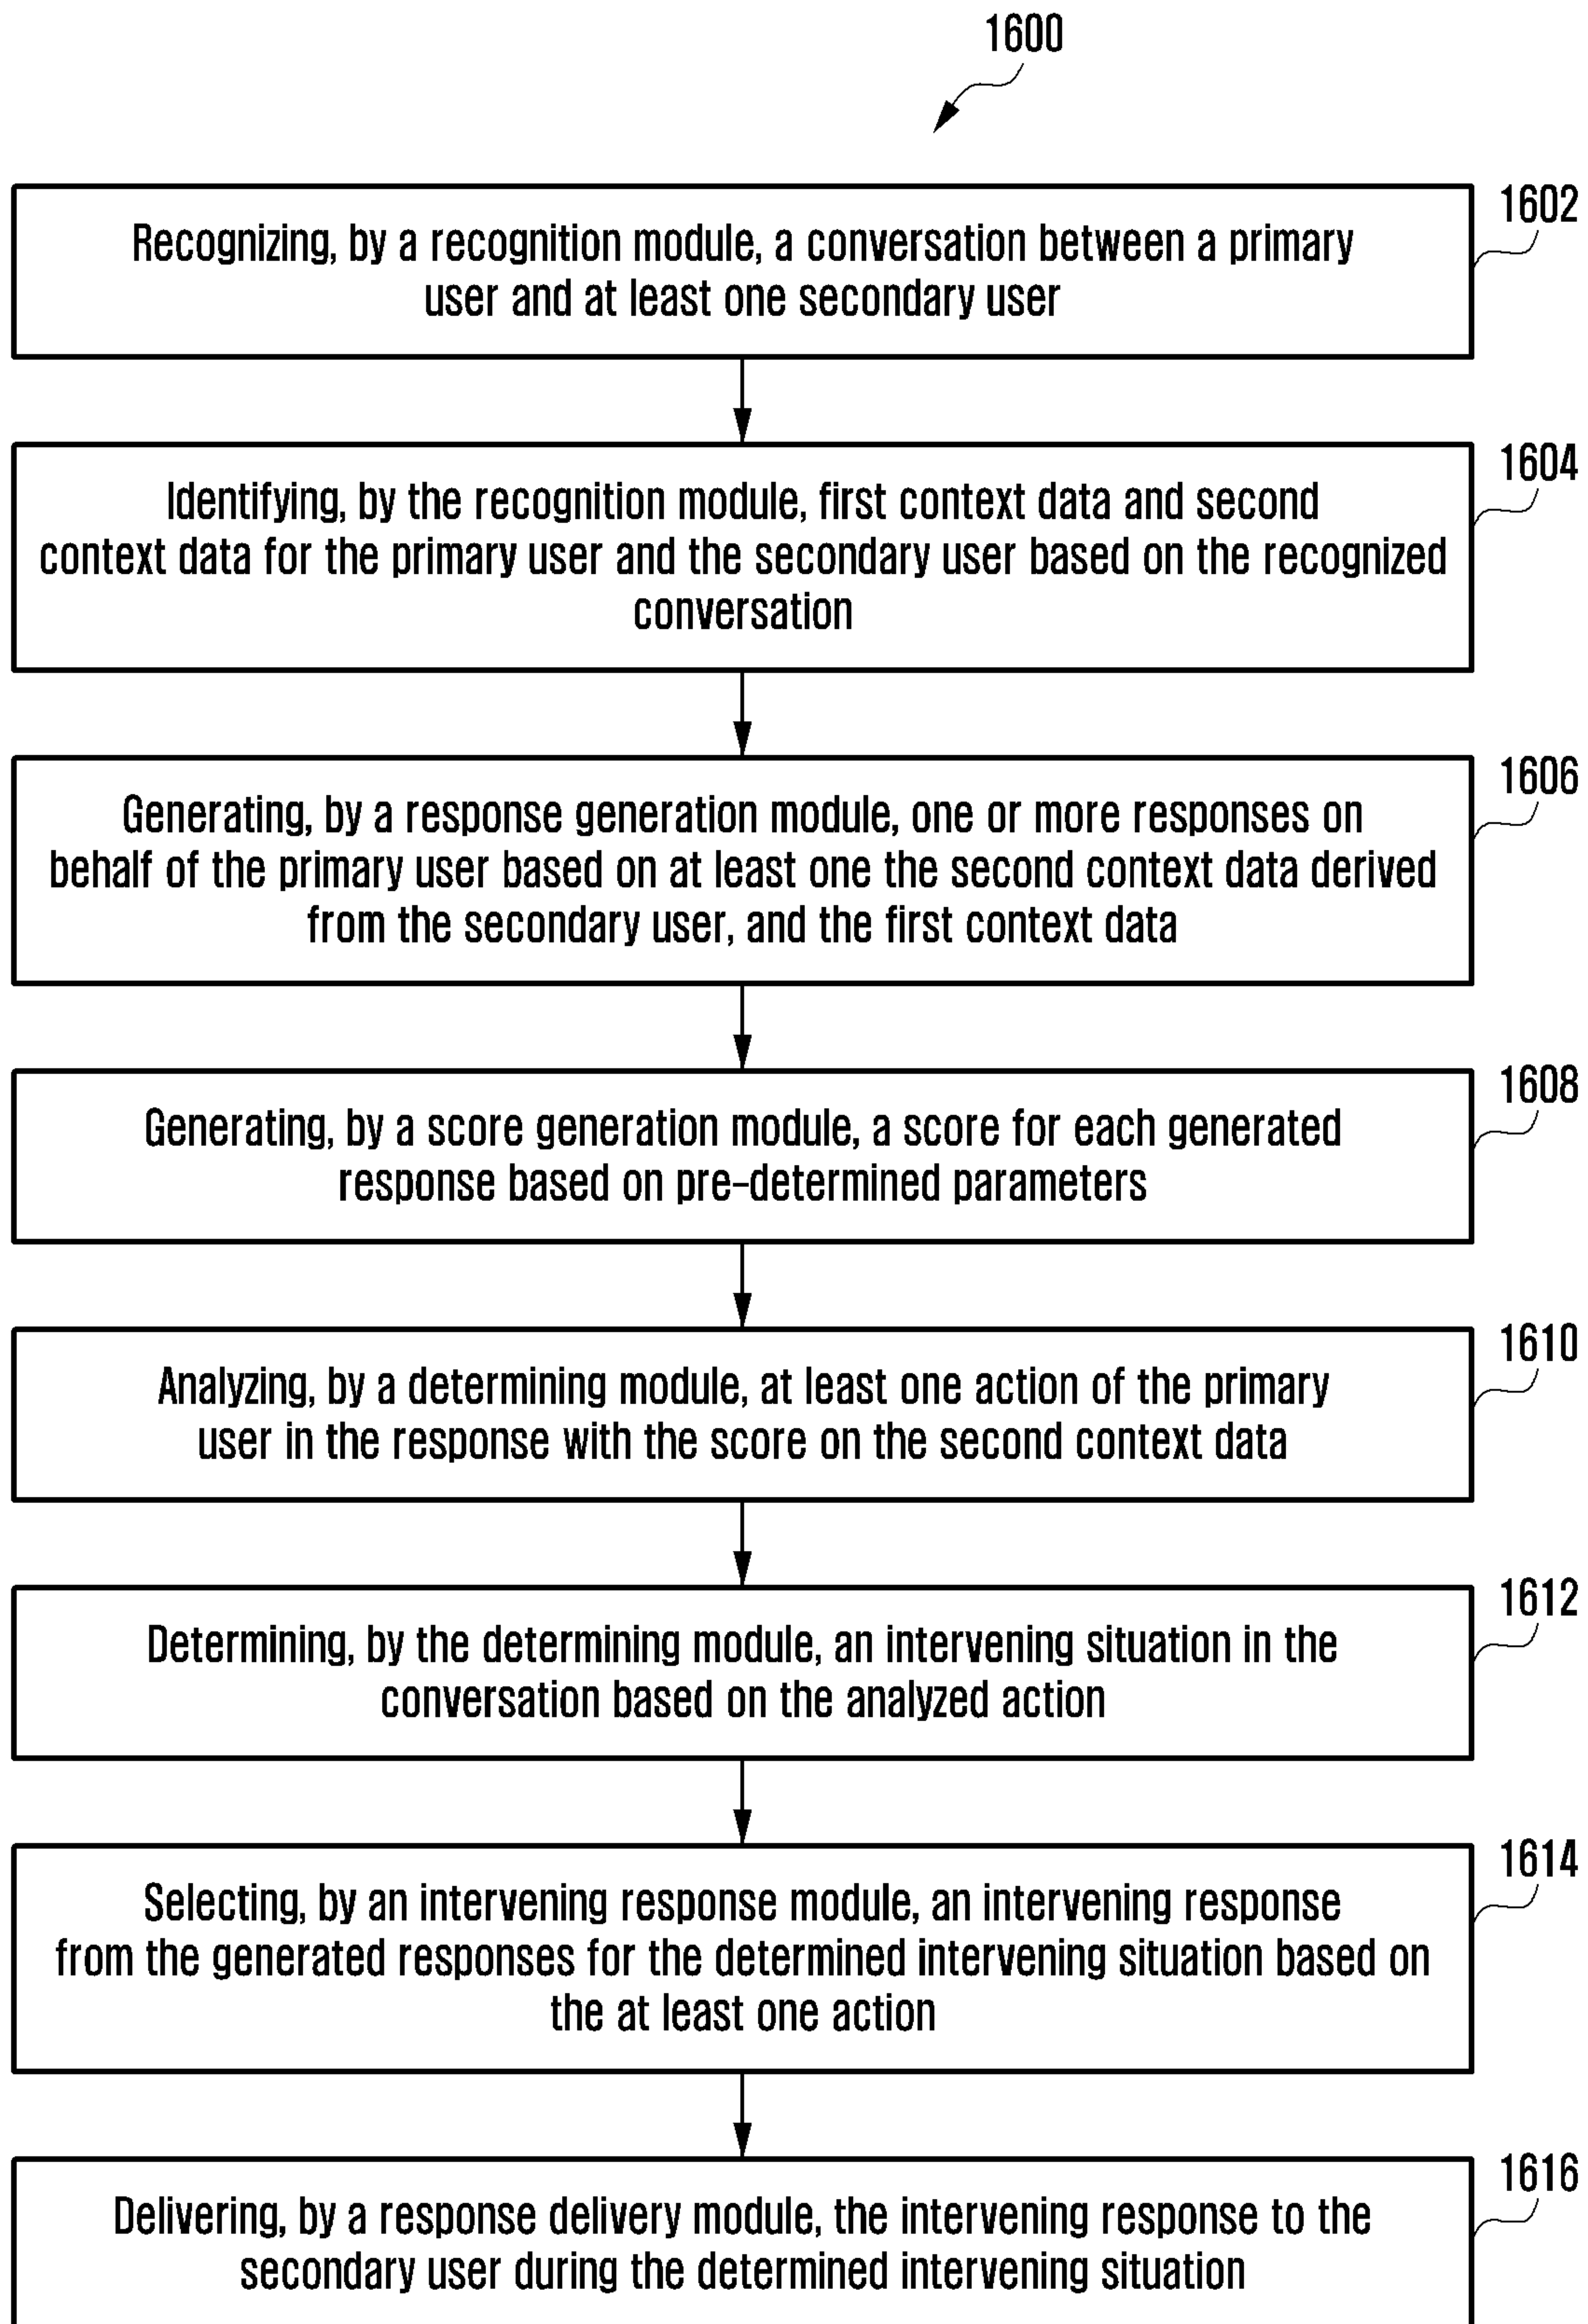 1600
1602
Recognizing, by a recognition module, a conversation between a primary
user and at least one secondary user
1604
Identifying, by the recognition module, first context data and second
context data for the primary user and the secondary user based on the recognized
conversation
1606
Generating, by a response generation module, one or more responses on
behalf of the primary user based on at least one the second context data derived
from the secondary user, and the first context data
1608
Generating, by a score generation module, a score for each generated
response based on pre-determined parameters
1610
Analyzing, by a determining module, at least one action of the primary
user in the response with the score on the second context data
1612
Determining, by the determining module, an intervening situation in the
conversation based on the analyzed action
1614
Selecting, by an intervening response module, an intervening response
from the generated responses for the determined intervening situation based on
the at least one action
1616
Delivering, by a response delivery module, the intervening response to the
secondary user during the determined intervening situation